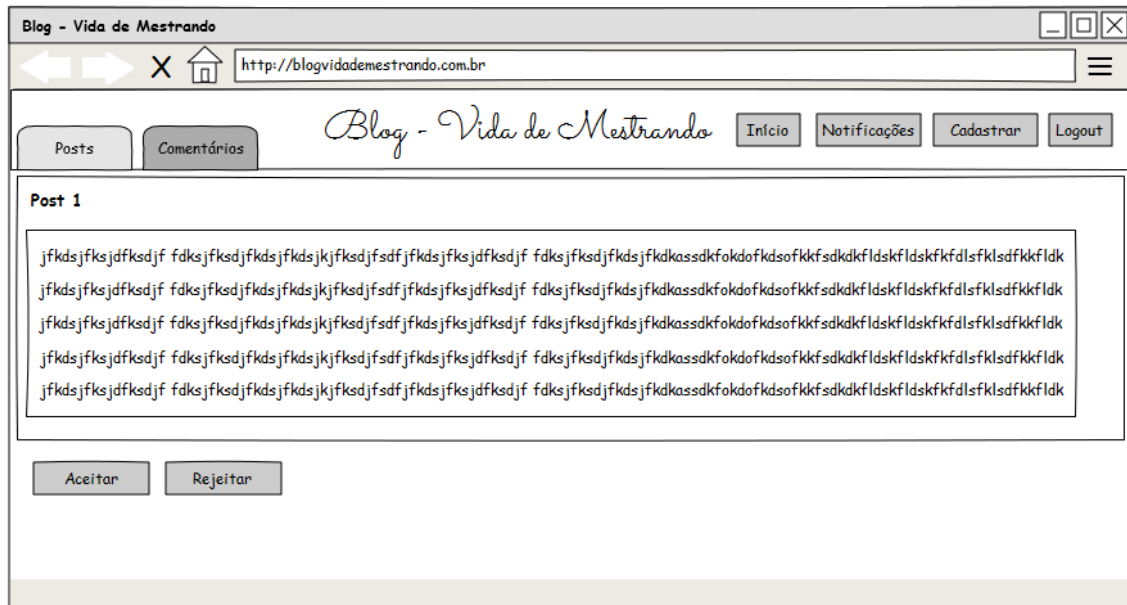 Blog - Vida de Mestrando
http://blogvidademestrando.com.br
Blog - Vida de Mestrando
Início Notificações Cadastrar Logout
Posts Comentários
Post 1
jfkdsjfksjdfksdjf fdksjfksdjfkdsjfkdsjkjfksdjfsdfjfkdsjfksjdfksdjf fdksjfksdjfkdsjfkdkassdkfokdofkdsofkkfsdkdkfldskfldskfkfdlsfklsdfkkfldk
jfkdsjfksjdfksdjf fdksjfksdjfkdsjfkdsjkjfksdjfsdfjfkdsjfksjdfksdjf fdksjfksdjfkdsjfkdkassdkfokdofkdsofkkfsdkdkfldskfldskfkfdlsfklsdfkkfldk
jfkdsjfksjdfksdjf fdksjfksdjfkdsjfkdsjkjfksdjfsdfjfkdsjfksjdfksdjf fdksjfksdjfkdsjfkdkassdkfokdofkdsofkkfsdkdkfldskfldskfkfdlsfklsdfkkfldk
jfkdsjfksjdfksdjf fdksjfksdjfkdsjfkdsjkjfksdjfsdfjfkdsjfksjdfksdjf fdksjfksdjfkdsjfkdkassdkfokdofkdsofkkfsdkdkfldskfldskfkfdlsfklsdfkkfldk
jfkdsjfksjdfksdjf fdksjfksdjfkdsjfkdsjkjfksdjfsdfjfkdsjfksjdfksdjf fdksjfksdjfkdsjfkdkassdkfokdofkdsofkkfsdkdkfldskfldskfkfdlsfklsdfkkfldk
Aceitar Rejeitar